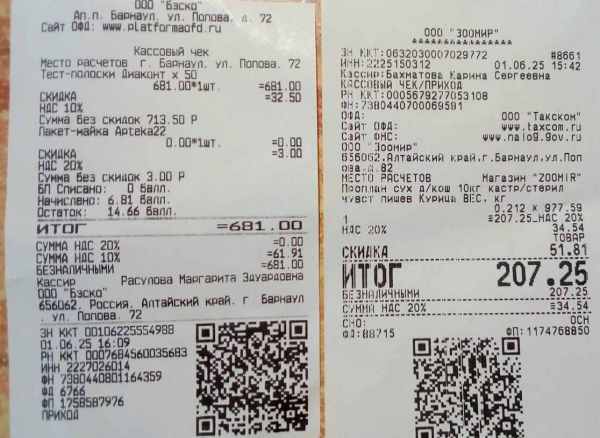 ООО "Бэско"
Ап.п. Барнаул, ул. Попова, д. 72
Сайт ОФД: www.platformaofd.ru
Кассовый чек
Место расчетов г. Барнаул, ул. Попова, 72
Тест-полоски Диаконт x 50
681.00*1шт. =681.00
СКИДКА =32.50
НДС 10%
Сумма без скидок 713.50 Р
Пакет-майка Apteka22
0.00*1шт. =0.00
СКИДКА =3.00
НДС 20%
Сумма без скидок 3.00 Р
БП Списано: 0 балл.
Начислено: 6.81 балл.
Остаток: 14.66 балл.
ИТОГ =681.00
СУММА НДС 20% =0.00
СУММА НДС 10% =61.91
БЕЗНАЛИЧНЫМИ =681.00
Кассир Расулова Маргарита Эдуардовна
ООО "Бэско"
656062, Россия, Алтайский край, г Барнаул
, ул. Попова, 72
ЗН ККТ 00106225554988
01.06.25 16:09
РН ККТ 0007684560035683
ИНН 2227026014
ФН 7380440801164359
ФД 6766
ФП 1758587976
ПРИХОД
ООО "ЗООМИР"
ЗН ККТ:0632030007029772 #8661
ИНН:2225150312 01.06.25 15:42
Кассир:Бахматова Карина Сергеевна
КАССОВЫЙ ЧЕК/ПРИХОД
РН ККТ:0005679277053108
ФН:7380440700069591
ОФД: ООО "Такском"
Сайт ОФД: www.taxcom.ru
Сайт ФНС: www.nalog.gov.ru
ООО "Зоомир"
656062,Алтайский край,г.Барнаул,ул.Поп
ова,д.82
МЕСТО РАСЧЕТОВ Магазин "ZOOMIR"
Проплан сух д/кош 10кг кастр/стерил
чувст пищев Курица ВЕС, кг
0.212 x 977.59
1 ≡207.25_НДС 20%
НДС 20% 34.54
ТОВАР
СКИДКА 51.81
ИТОГ 207.25
БЕЗНАЛИЧНЫМИ 207.25
СУММА НДС 20% ≡34.54
СНО: ОСН
ФД:88715 ФП:1174768850